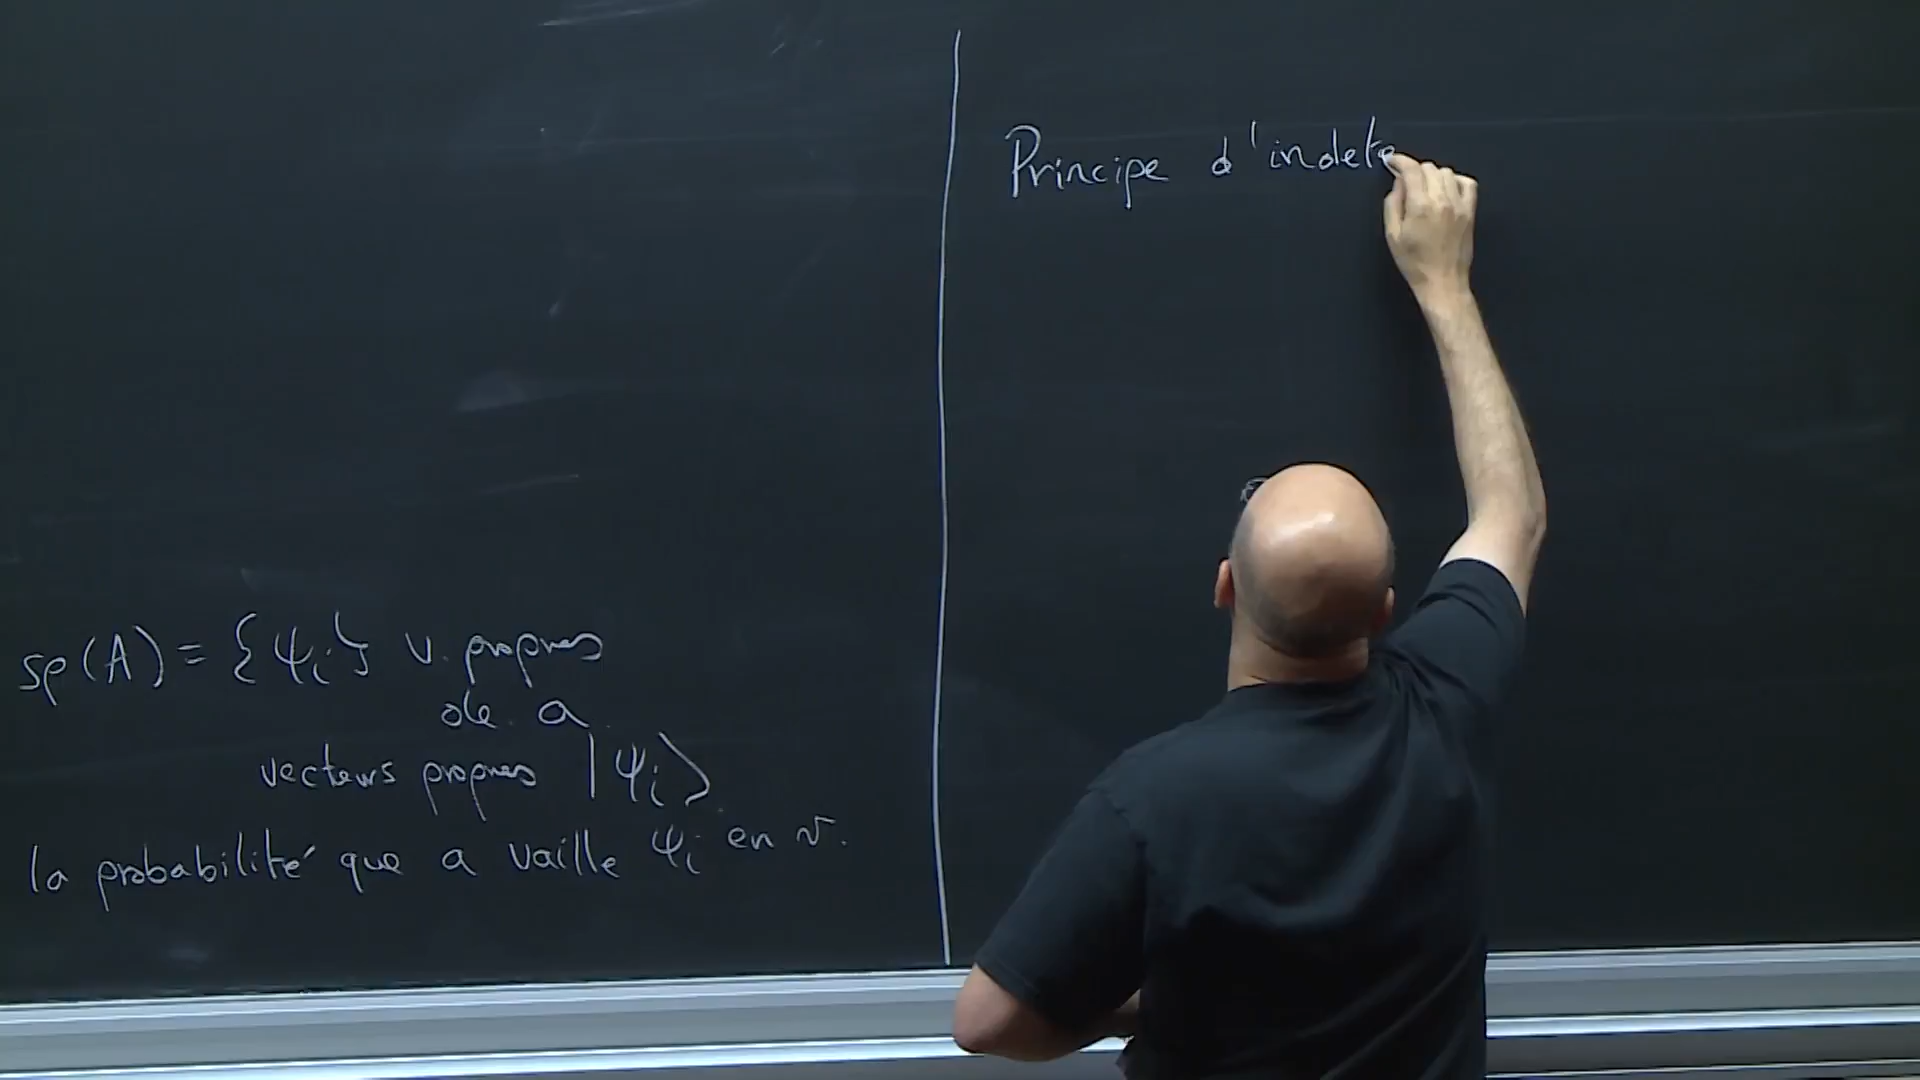 sp(A) = {ψi} v. propres
de a
vecteurs propres |ψi⟩
la probabilité que a vaille ψi en v.
Principe d'indete